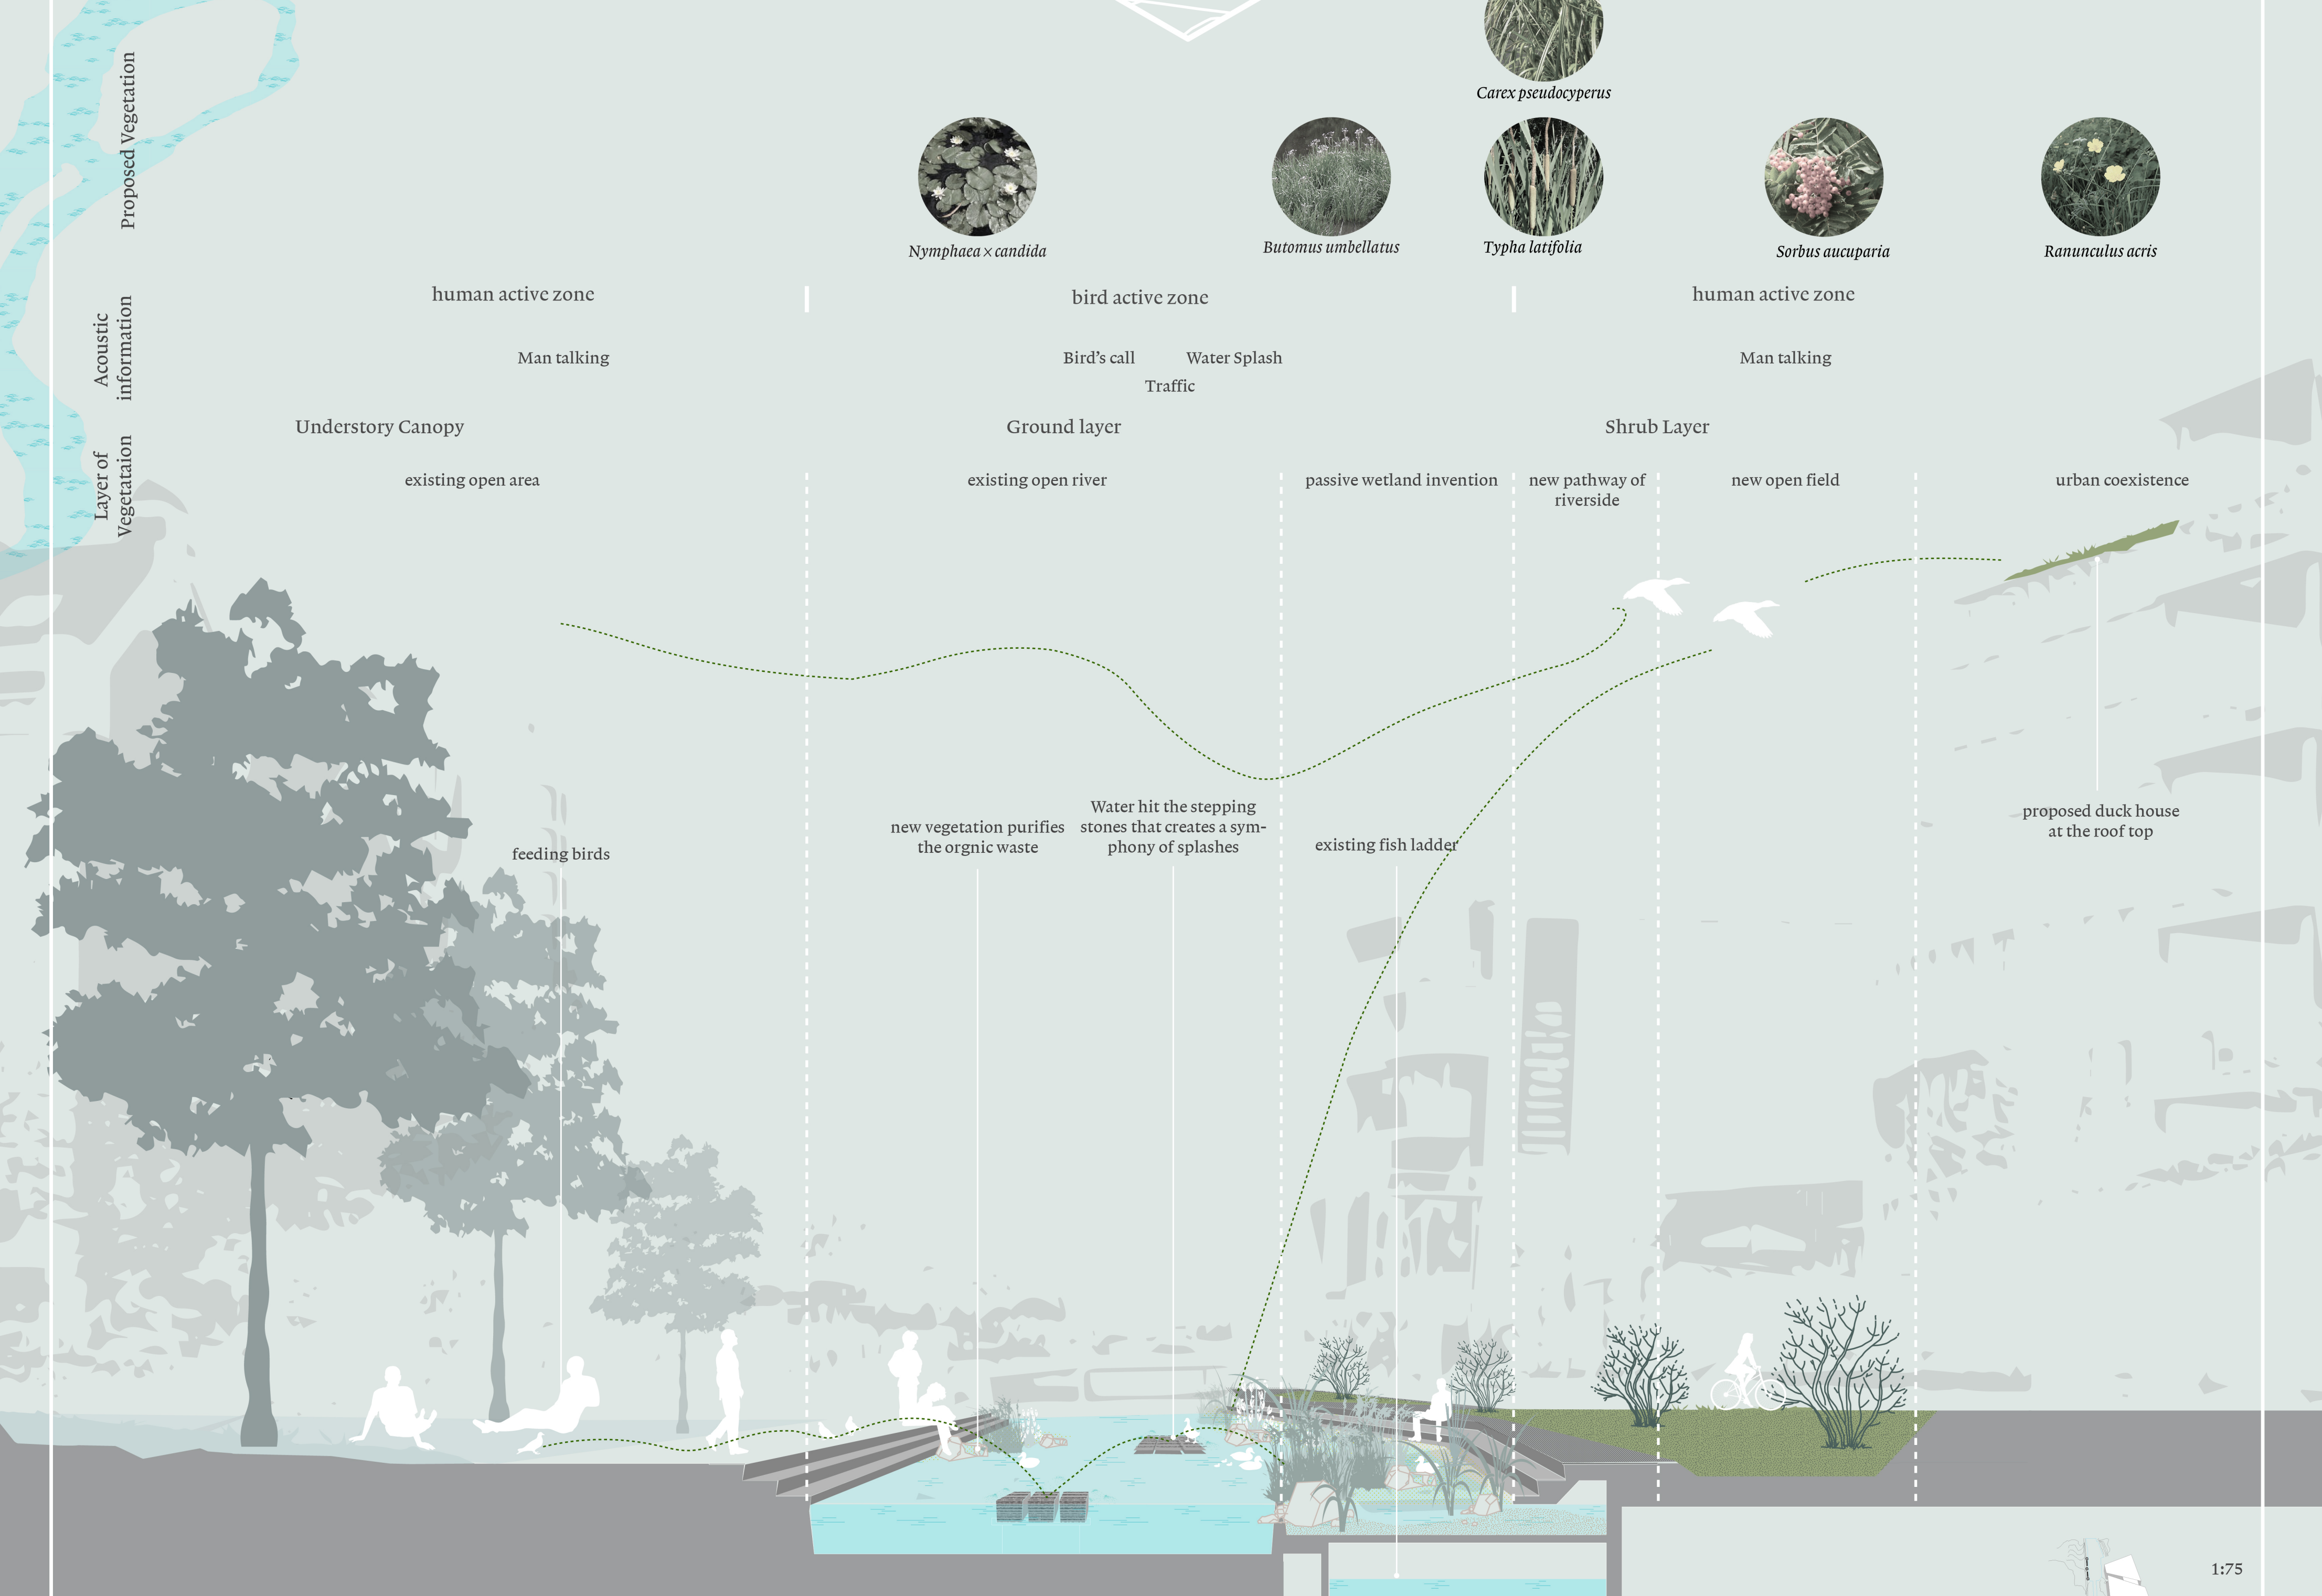 Proposed Vegetation
Carex pseudocyperus
Nymphaea × candida
Butomus umbellatus
Typha latifolia
Sorbus aucuparia
Ranunculus acris
Acoustic
information
human active zone
bird active zone
human active zone
Man talking
Bird's call
Water Splash
Traffic
Man talking
Layer of
Vegetataion
Understory Canopy
Ground layer
Shrub Layer
existing open area
existing open river
passive wetland invention
new pathway of
riverside
new open field
urban coexistence
feeding birds
new vegetation purifies
the orgnic waste
Water hit the stepping
stones that creates a sym-
phony of splashes
existing fish ladder
proposed duck house
at the roof top
1:75